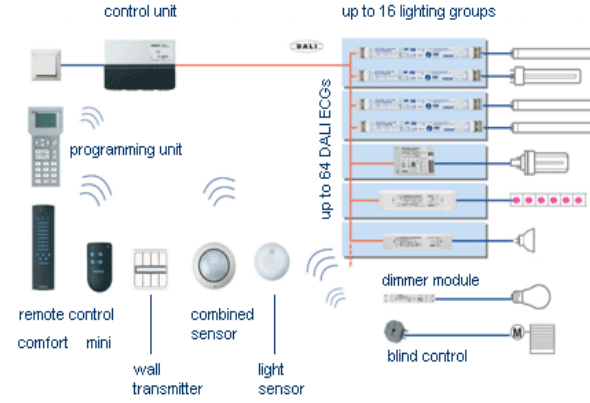 control unit
up to 16 lighting groups
DALI
up to 64 DALI ECGs
programming unit
remote control
comfort mini
wall
transmitter
combined
sensor
light
sensor
dimmer module
M
blind control